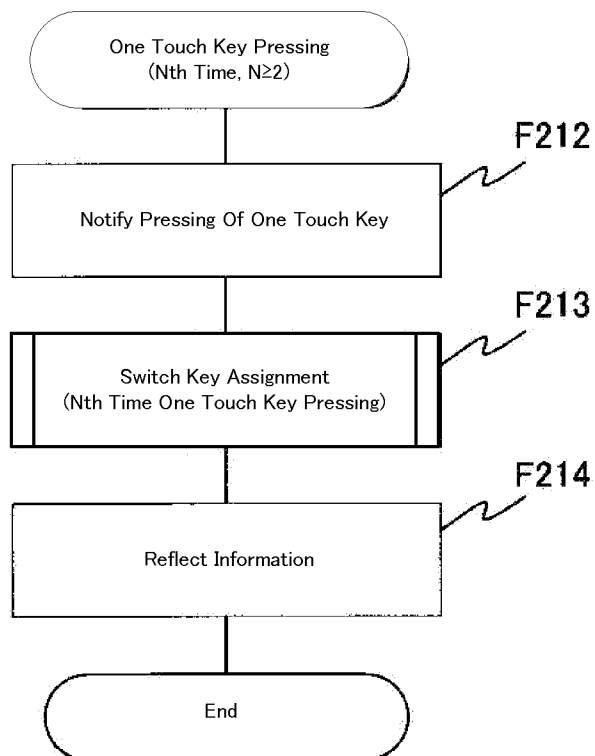 One Touch Key Pressing
(Nth Time, N≥2)
F212
Notify Pressing Of One Touch Key
F213
Switch Key Assignment
(Nth Time One Touch Key Pressing)
F214
Reflect Information
End